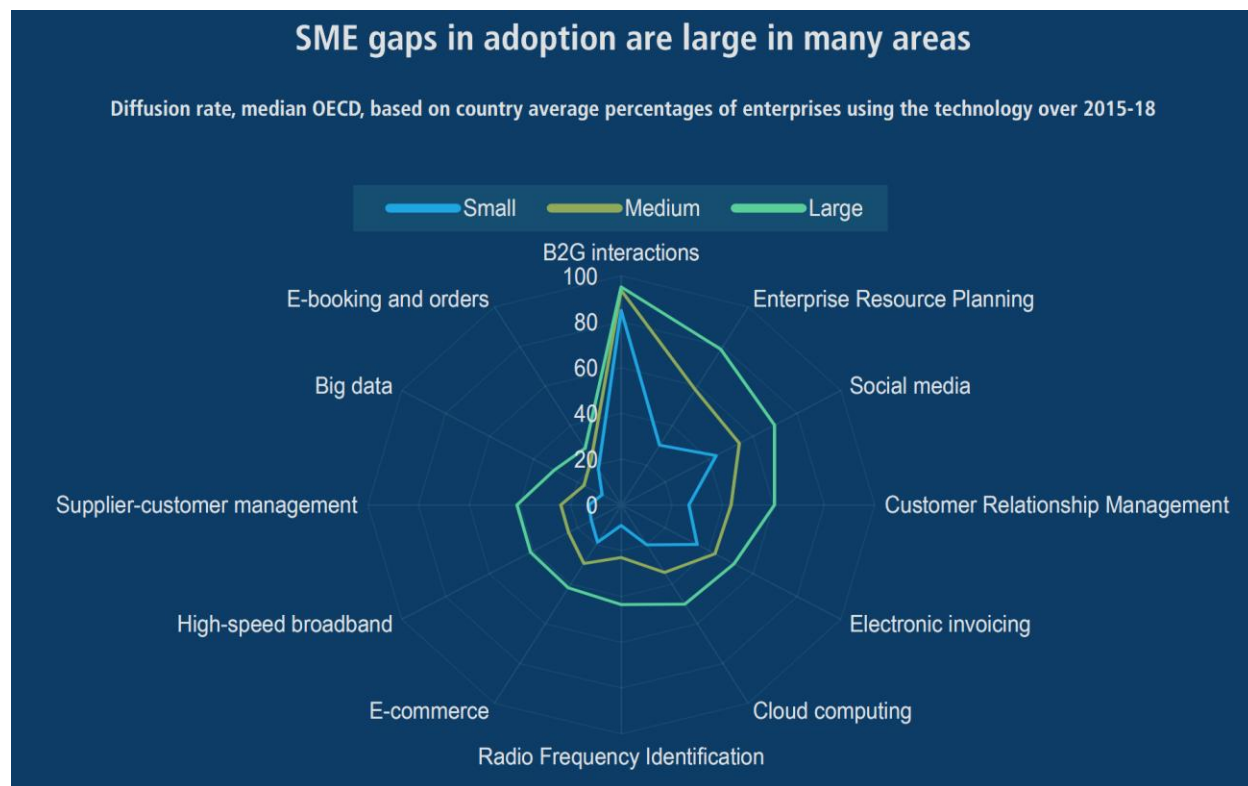 SME gaps in adoption are large in many areas
Diffusion rate, median OECD, based on country average percentages of enterprises using the technology over 2015-18
Small Medium Large
B2G interactions
100
E-booking and orders
Enterprise Resource Planning
80
60
Big data
Social media
40
20
Supplier-customer management
0
Customer Relationship Management
High-speed broadband
Electronic invoicing
E-commerce
Cloud computing
Radio Frequency Identification